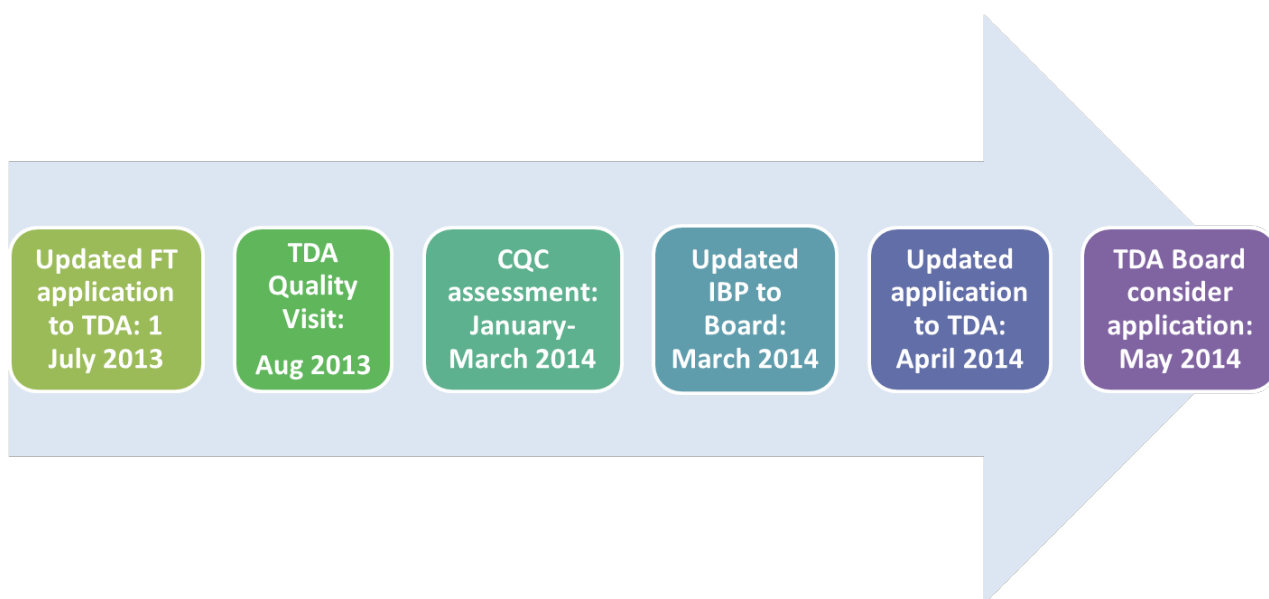 Updated FT
application
to TDA: 1
July 2013
TDA
Quality
Visit:
Aug 2013
CQC
assessment:
January-
March 2014
Updated
IBP to
Board:
March 2014
Updated
application
to TDA:
April 2014
TDA Board
consider
application:
May 2014